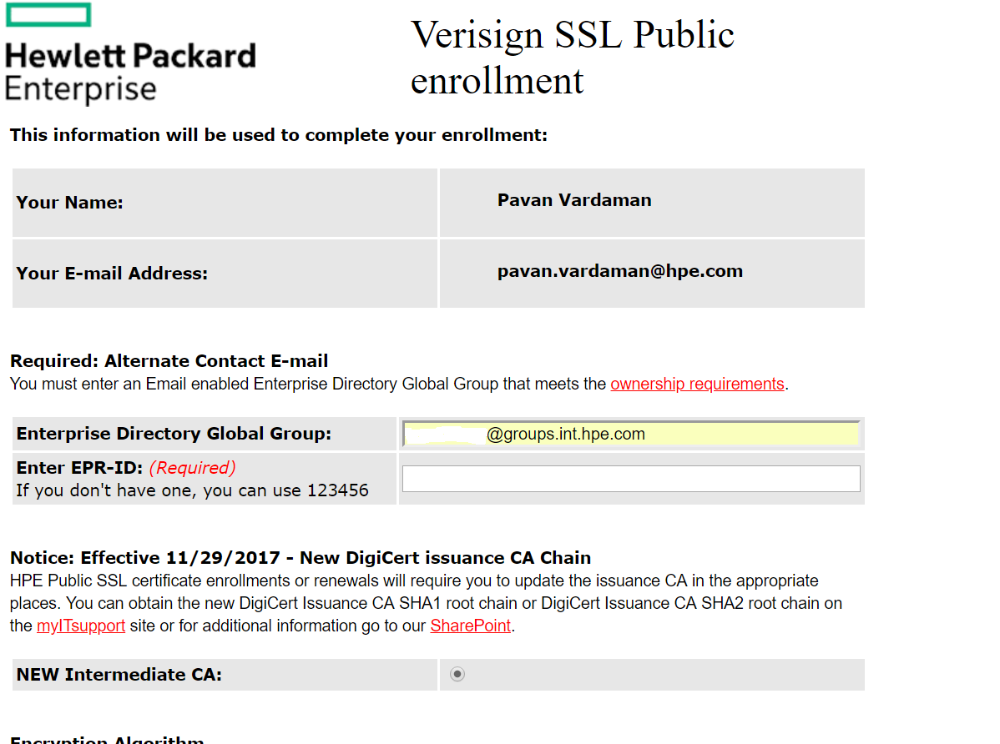 Hewlett Packard
Enterprise
Verisign SSL Public
enrollment
This information will be used to complete your enrollment:
Your Name:
Pavan Vardaman
Your E-mail Address:
pavan.vardaman@hpe.com
Required: Alternate Contact E-mail
You must enter an Email enabled Enterprise Directory Global Group that meets the ownership requirements.
Enterprise Directory Global Group:
@groups.int.hpe.com
Enter EPR-ID: (Required)
If you don't have one, you can use 123456
Notice: Effective 11/29/2017 - New DigiCert issuance CA Chain
HPE Public SSL certificate enrollments or renewals will require you to update the issuance CA in the appropriate
places. You can obtain the new DigiCert Issuance CA SHA1 root chain or DigiCert Issuance CA SHA2 root chain on
the myITsupport site or for additional information go to our SharePoint.
NEW Intermediate CA:
Encryption Algorithm